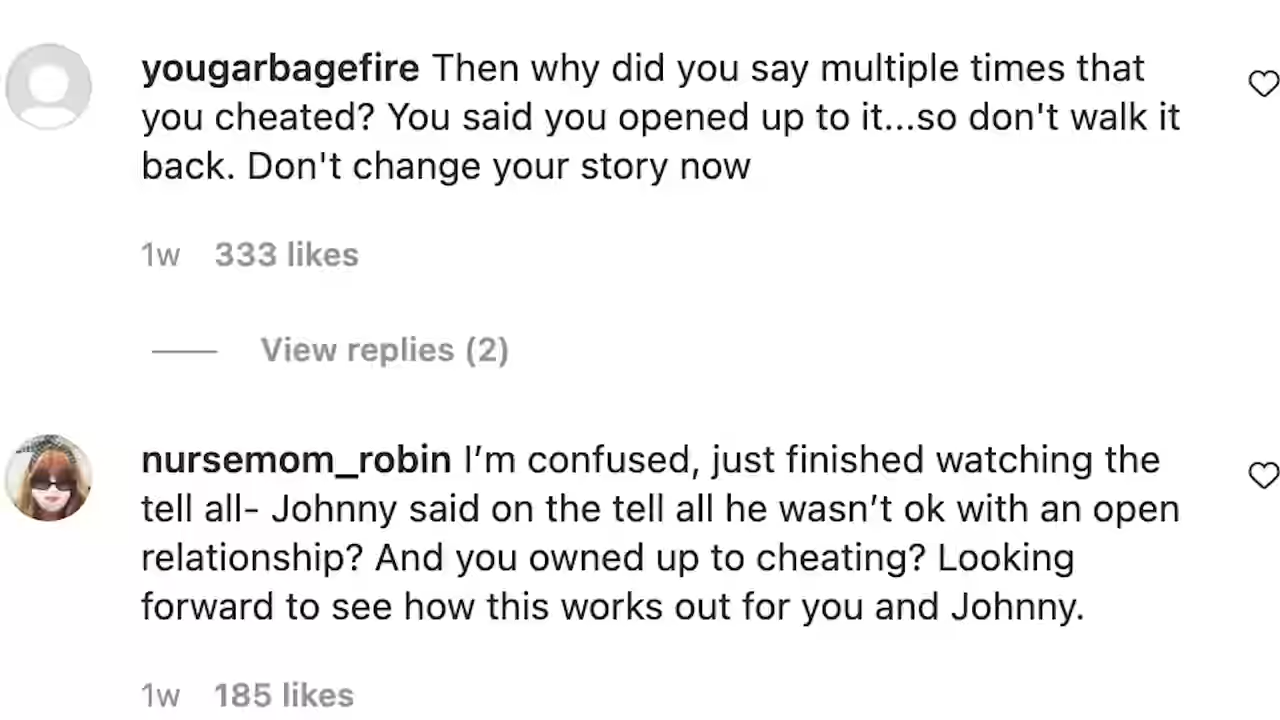 yougarbagefire Then why did you say multiple times that
you cheated? You said you opened up to it...so don't walk it
back. Don't change your story now
1w 333 likes
View replies (2)
nursemom_robin I’m confused, just finished watching the
tell all- Johnny said on the tell all he wasn’t ok with an open
relationship? And you owned up to cheating? Looking
forward to see how this works out for you and Johnny.
1w 185 likes